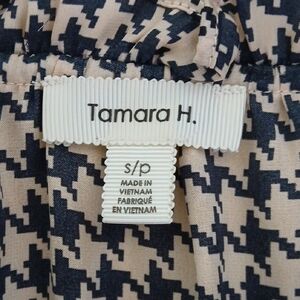 Tamara H.
s/p
MADE IN
VIETNAM
FABRIQUÉ
EN VIETNAM